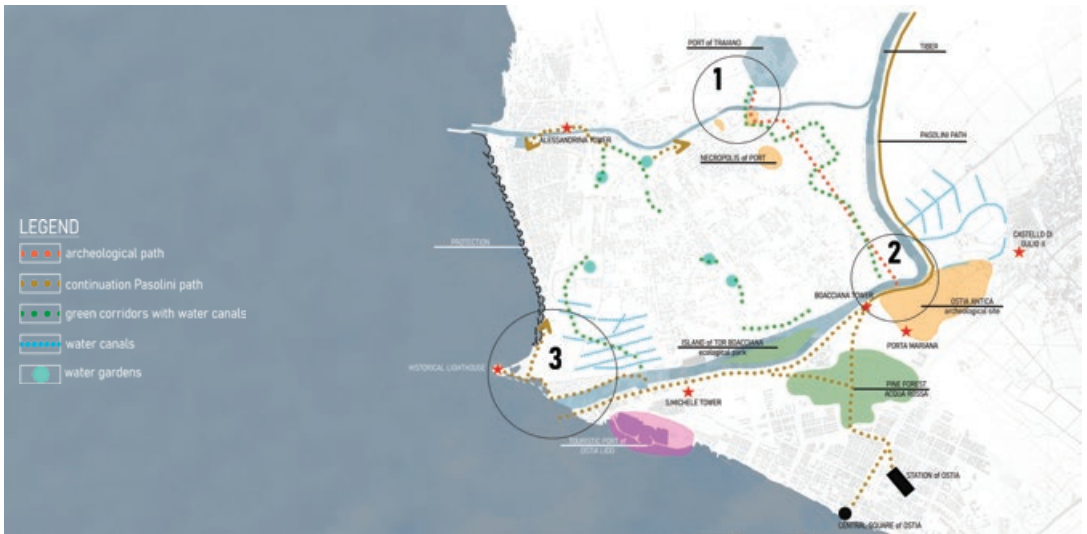 PORT of TRAIANO
TIBER
1
ALESSANDRINA TOWER
PASOLINI PATH
NECROPOLIS of PORT
LEGEND
archeological path
continuation Pasolini path
green corridors with water canals
water canals
water gardens
PROTECTION
CASTELLO DI
GIULIO II
2
BOACCIANA TOWER
OSTIA ANTICA
archeological site
PORTA MARIANA
ISLAND of TOR BOACCIANA
ecological park
3
HISTORICAL LIGHTHOUSE
PINE FOREST
ACQUA ROSSA
S.MICHELE TOWER
TOURISTIC PORT of
OSTIA LIDO
STATION of OSTIA
CENTRAL SQUARE of OSTIA